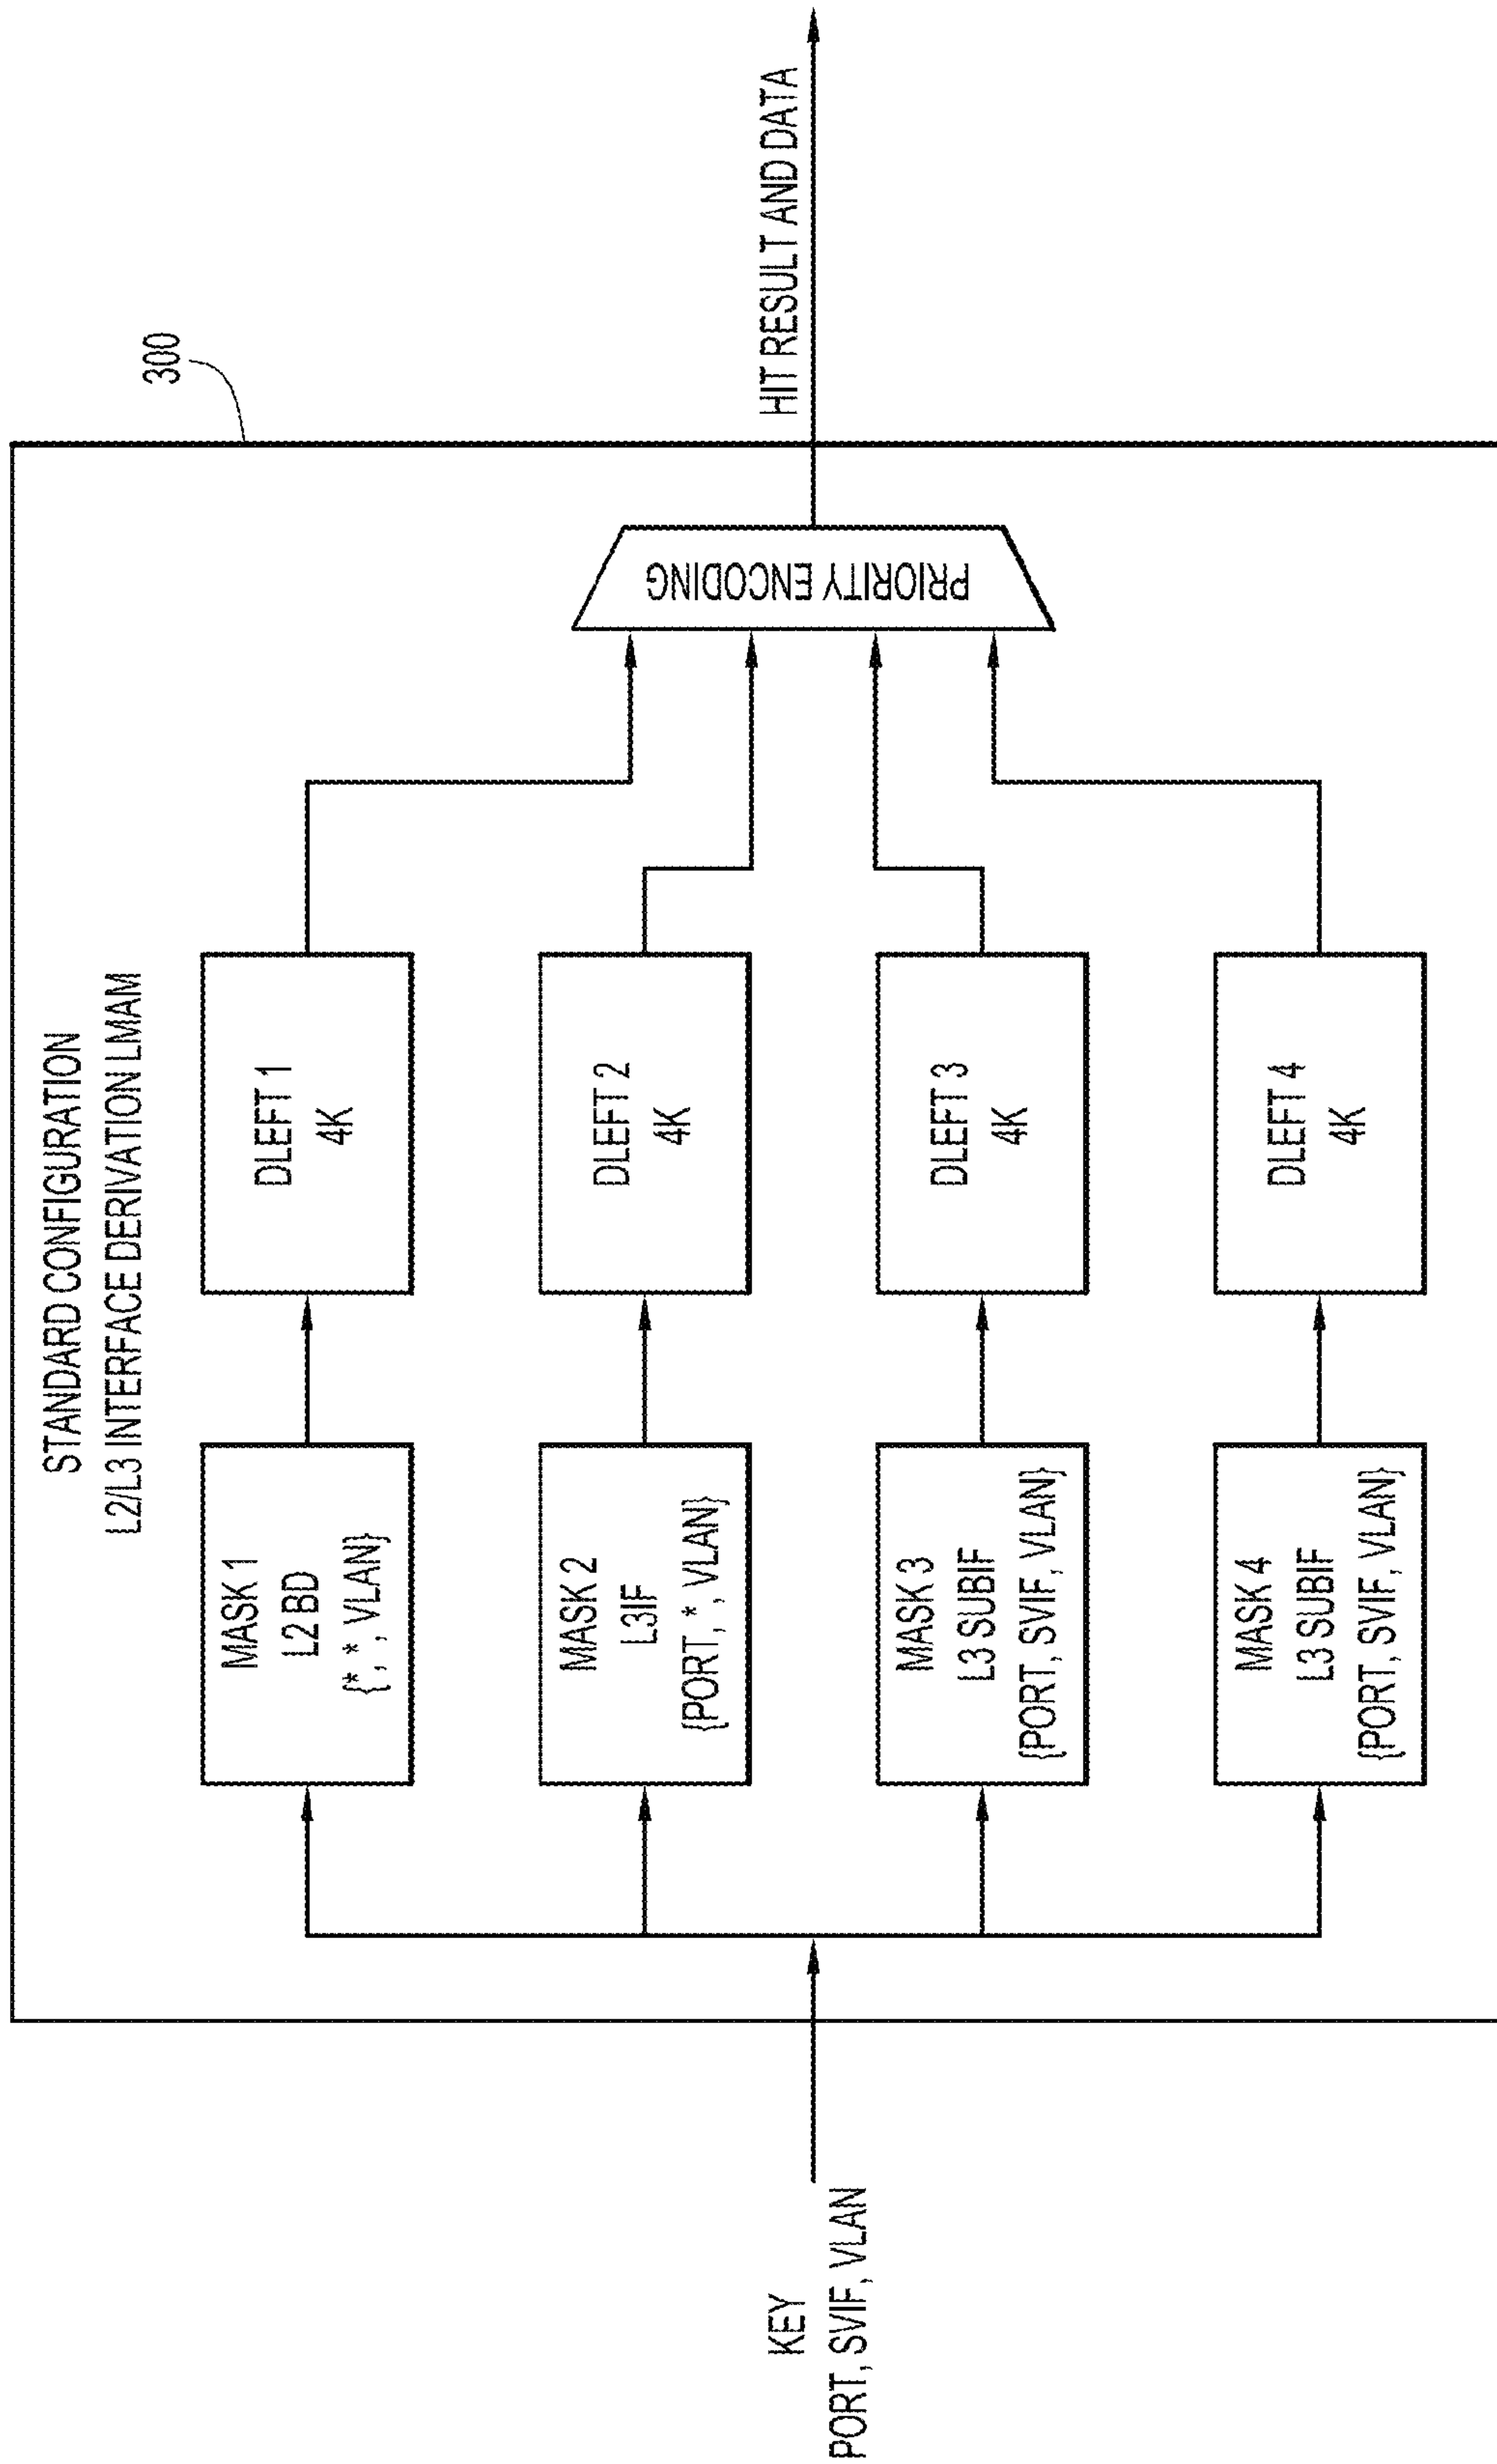 300
STANDARD CONFIGURATION
L2/L3 INTERFACE DERIVATION LMAM
KEY
PORT, SVIF, VLAN
MASK 1
L2 BD
{*, *, VLAN}
DLEFT 1
4K
MASK 2
L3IF
{PORT, *, VLAN}
DLEFT 2
4K
MASK 3
L3 SUBIF
{PORT, SVIF, VLAN}
DLEFT 3
4K
MASK 4
L3 SUBIF
{PORT, SVIF, VLAN}
DLEFT 4
4K
PRIORITY ENCODING
HIT RESULT AND DATA